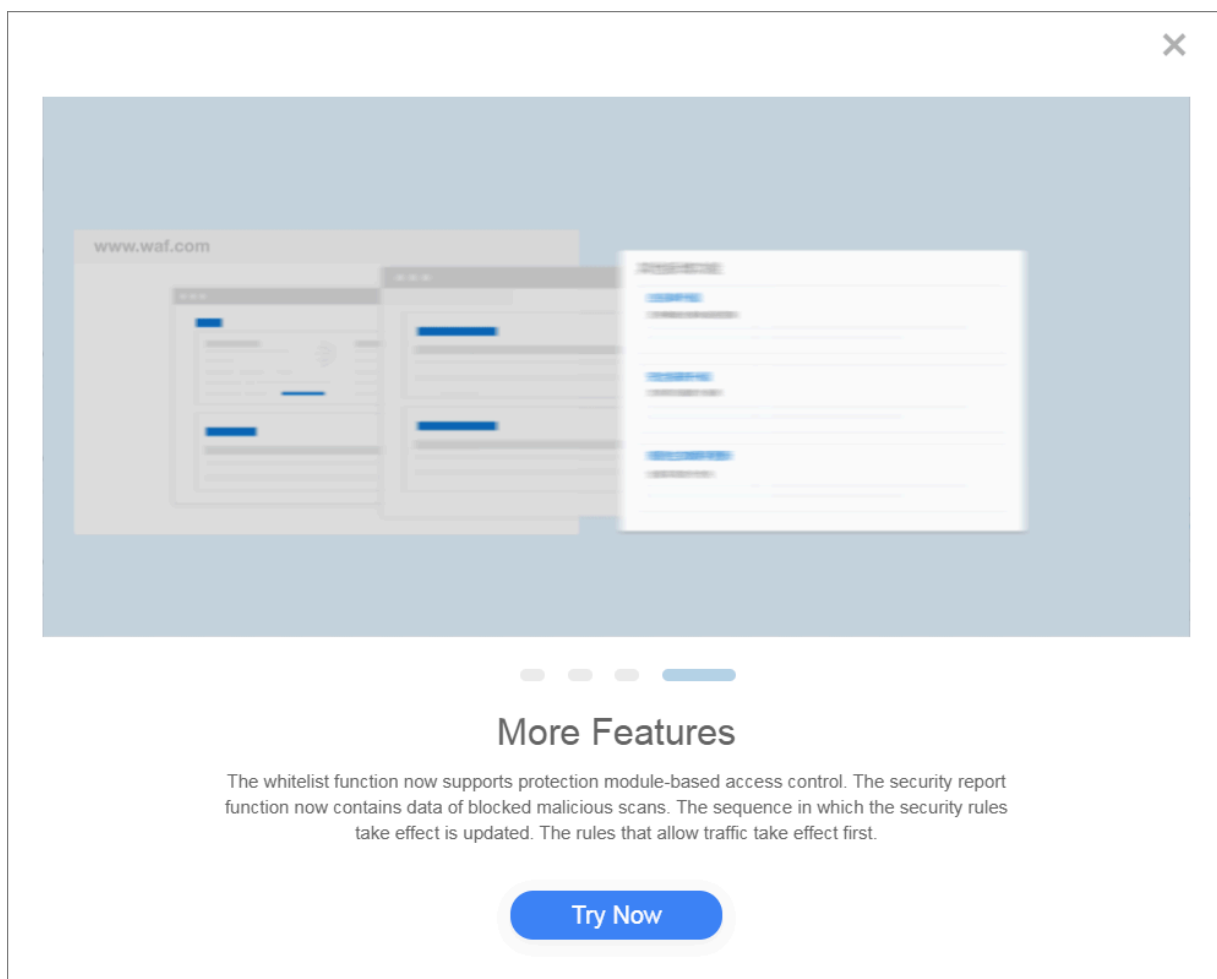 www.waf.com
More Features
The whitelist function now supports protection module-based access control. The security report
function now contains data of blocked malicious scans. The sequence in which the security rules
take effect is updated. The rules that allow traffic take effect first.
Try Now